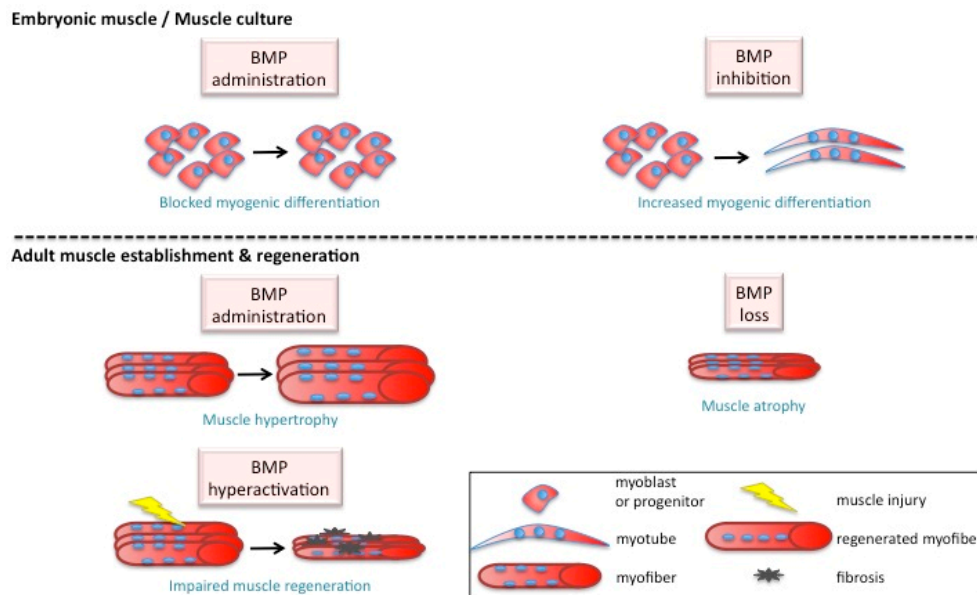 Embryonic muscle / Muscle culture
BMP
administration
BMP
inhibition
Blocked myogenic differentiation
Increased myogenic differentiation
Adult muscle establishment & regeneration
BMP
administration
BMP
loss
Muscle hypertrophy
Muscle atrophy
BMP
hyperactivation
Impaired muscle regeneration
myoblast
or progenitor
muscle injury
myotube
regenerated myofibe
myofiber
fibrosis